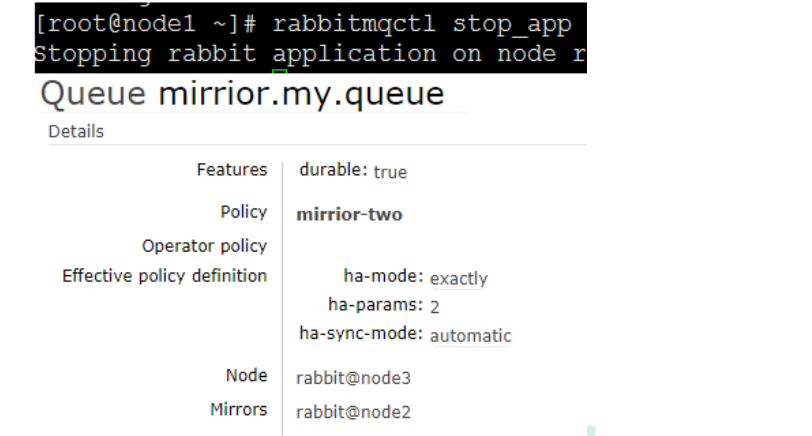 [root@node1 ~]# rabbitmqctl stop_app
Stopping rabbit application on node r
Queue mirrior.my.queue
Details
Features durable: true
Policy mirrior-two
Operator policy
Effective policy definition ha-mode: exactly
ha-params: 2
ha-sync-mode: automatic
Node rabbit@node3
Mirrors rabbit@node2